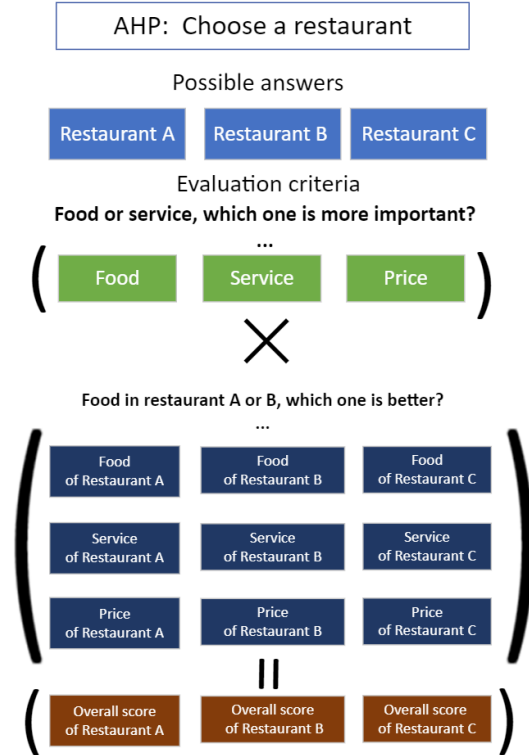 AHP: Choose a restaurant
Possible answers
Restaurant A Restaurant B Restaurant C
Evaluation criteria
Food or service, which one is more important?
...
( Food Service Price )
×
Food in restaurant A or B, which one is better?
...
Food Food Food
of Restaurant A of Restaurant B of Restaurant C
Service Service Service
of Restaurant A of Restaurant B of Restaurant C
Price Price Price
of Restaurant A of Restaurant B of Restaurant C
=
Overall score Overall score Overall score
of Restaurant A of Restaurant B of Restaurant C